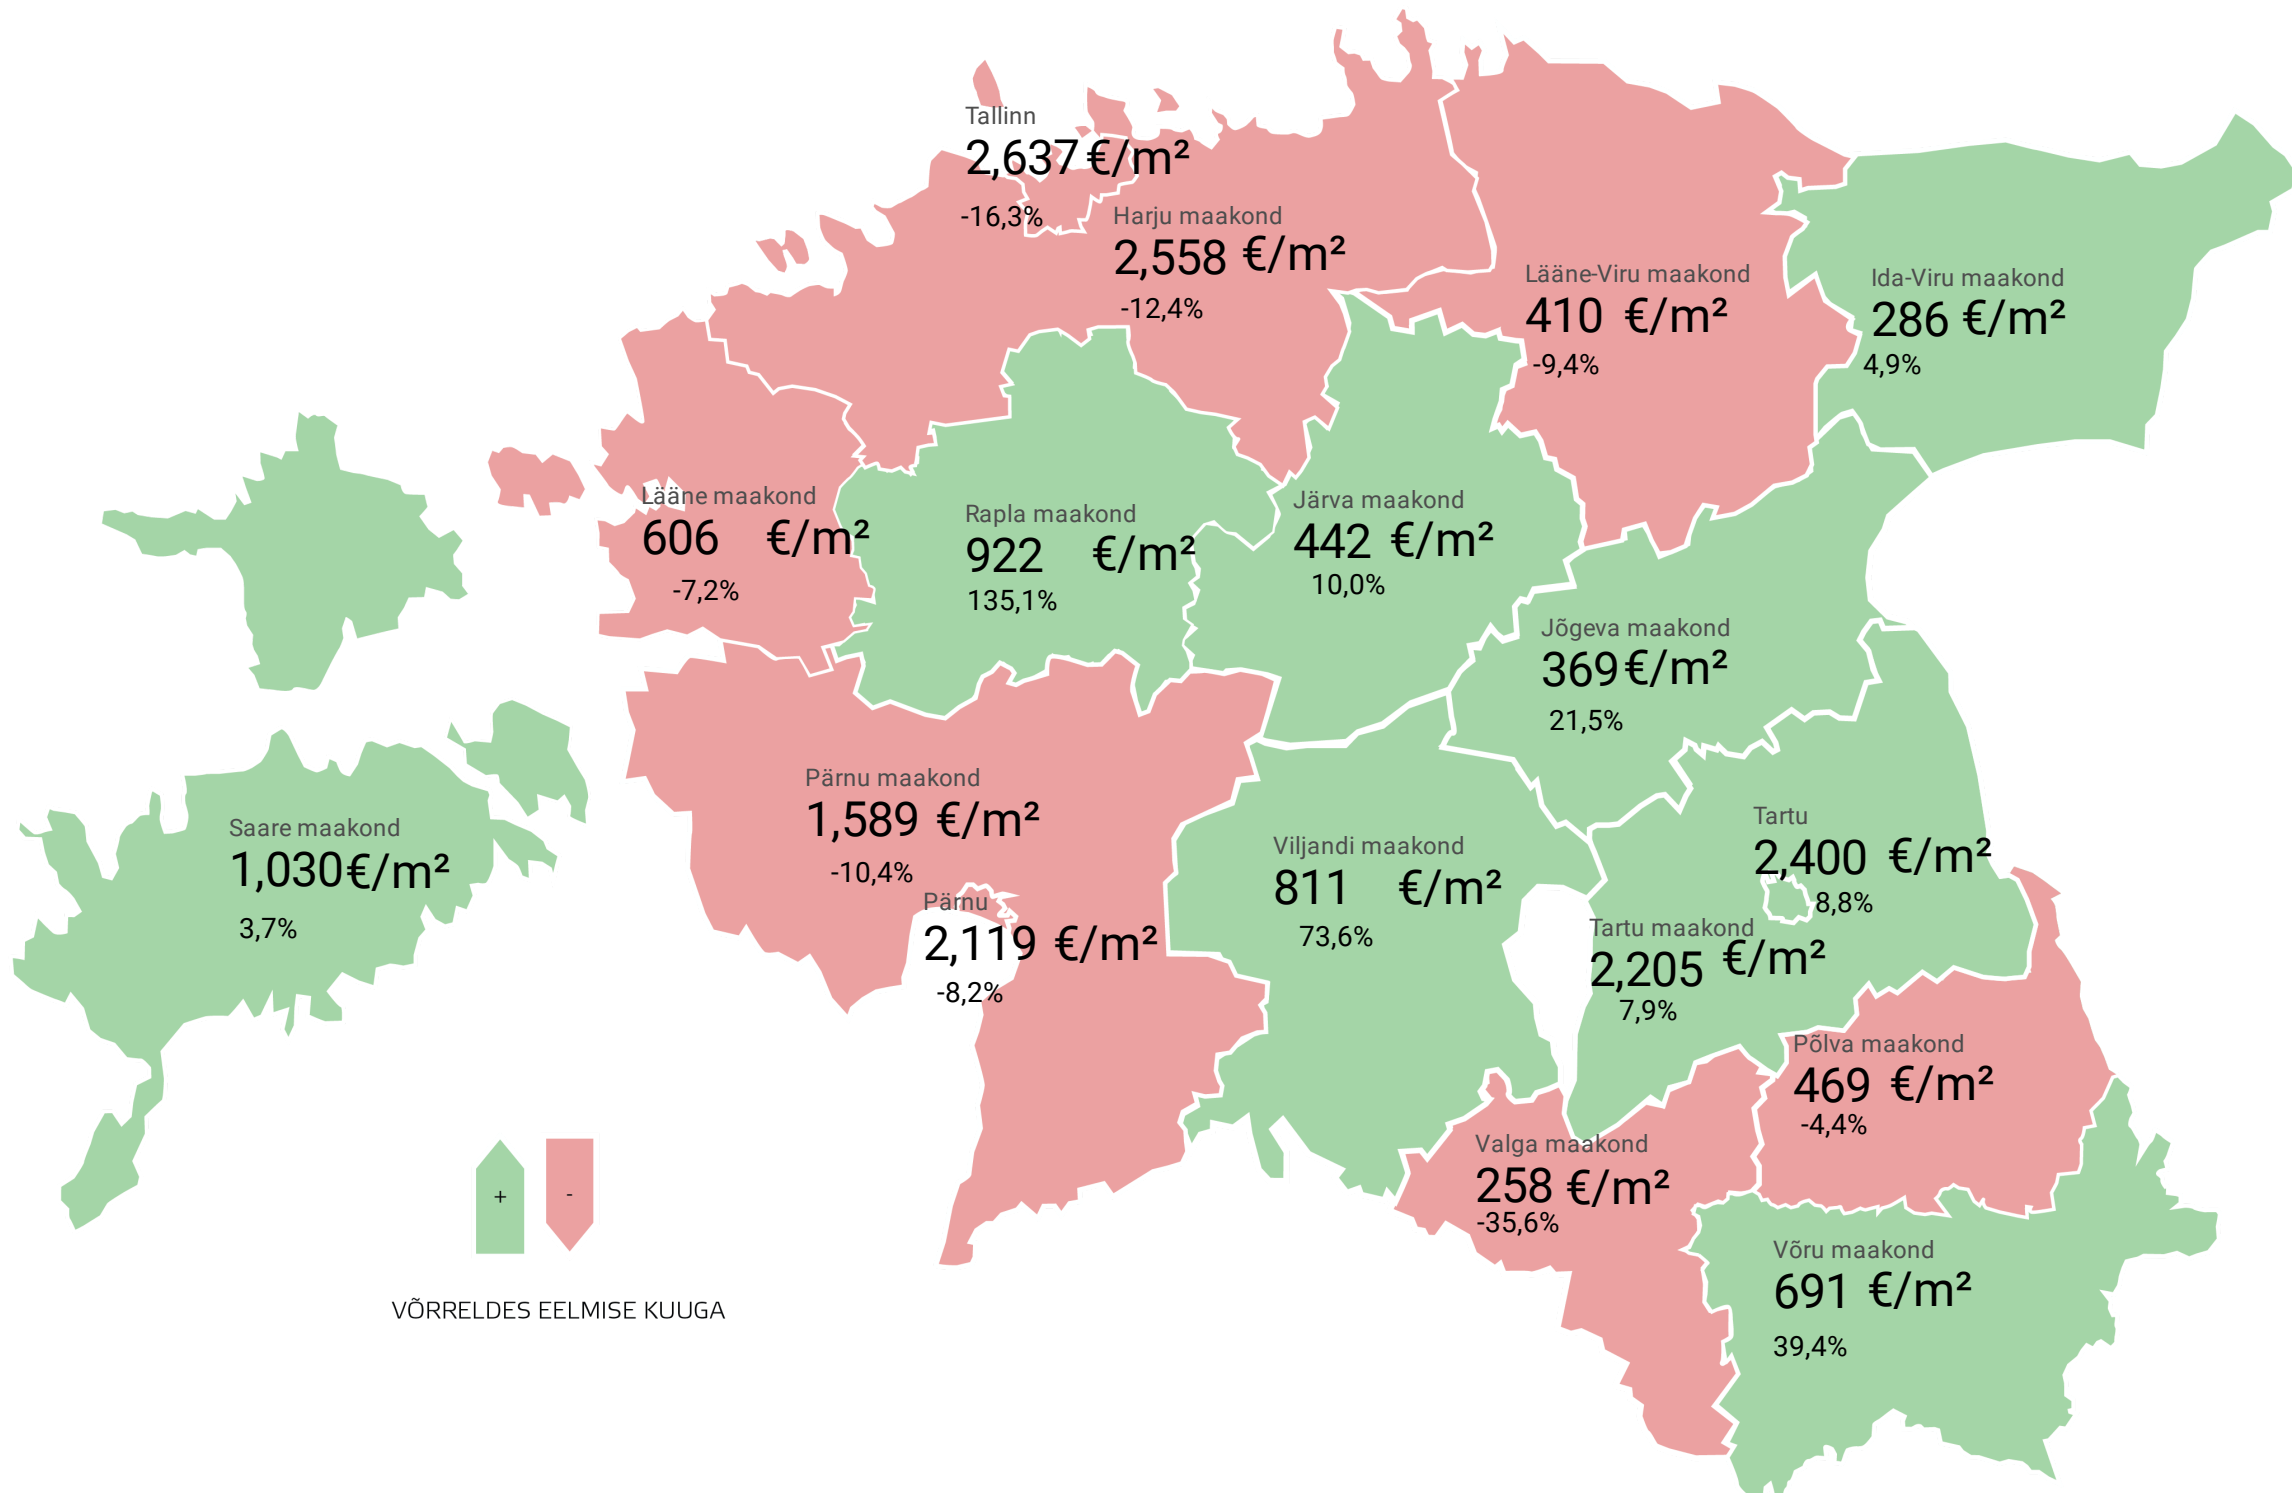 Tallinn
2,637 €/m²
-16,3%
Harju maakond
2,558 €/m²
-12,4%
Lääne-Viru maakond
410 €/m²
-9,4%
Ida-Viru maakond
286 €/m²
4,9%
Lääne maakond
606 €/m²
-7,2%
Rapla maakond
922 €/m²
135,1%
Järva maakond
442 €/m²
10,0%
Jõgeva maakond
369 €/m²
21,5%
Saare maakond
1,030 €/m²
3,7%
Pärnu maakond
1,589 €/m²
-10,4%
Pärnu
2,119 €/m²
-8,2%
Viljandi maakond
811 €/m²
73,6%
Tartu
2,400 €/m²
8,8%
Tartu maakond
2,205 €/m²
7,9%
Põlva maakond
469 €/m²
-4,4%
Valga maakond
258 €/m²
-35,6%
Võru maakond
691 €/m²
39,4%
+ -
VÕRRELDES EELMISE KUUGA